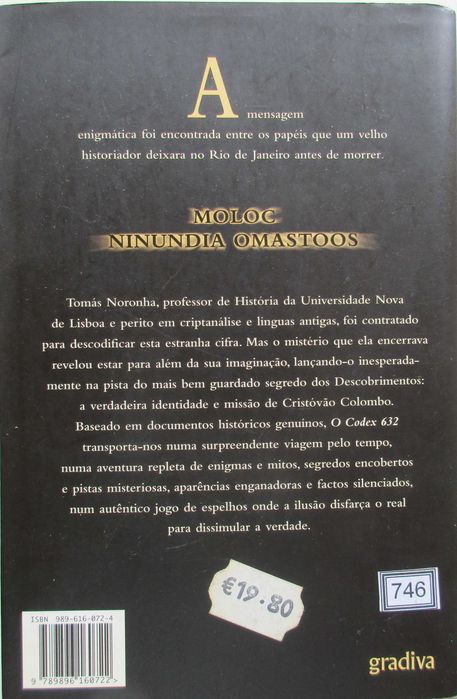 A mensagem
enigmática foi encontrada entre os papéis que um velho
historiador deixara no Rio de Janeiro antes de morrer.
MOLOC
NINUNDIA OMASTOOS
Tomás Noronha, professor de História da Universidade Nova
de Lisboa e perito em criptanálise e línguas antigas, foi contratado
para descodificar esta estranha cifra. Mas o mistério que ela encerrava
revelou estar para além da sua imaginação, lançando-o inesperada-
mente na pista do mais bem guardado segredo dos Descobrimentos:
a verdadeira identidade e missão de Cristóvão Colombo.
Baseado em documentos históricos genuínos, O Codex 632
transporta-nos numa surpreendente viagem pelo tempo,
numa aventura repleta de enigmas e mitos, segredos encobertos
e pistas misteriosas, aparências enganadoras e factos silenciados,
num autêntico jogo de espelhos onde a ilusão disfarça o real
para dissimular a verdade.
€19.80
746
ISBN 989-616-072-4
9 789896 160722 >
gradiva